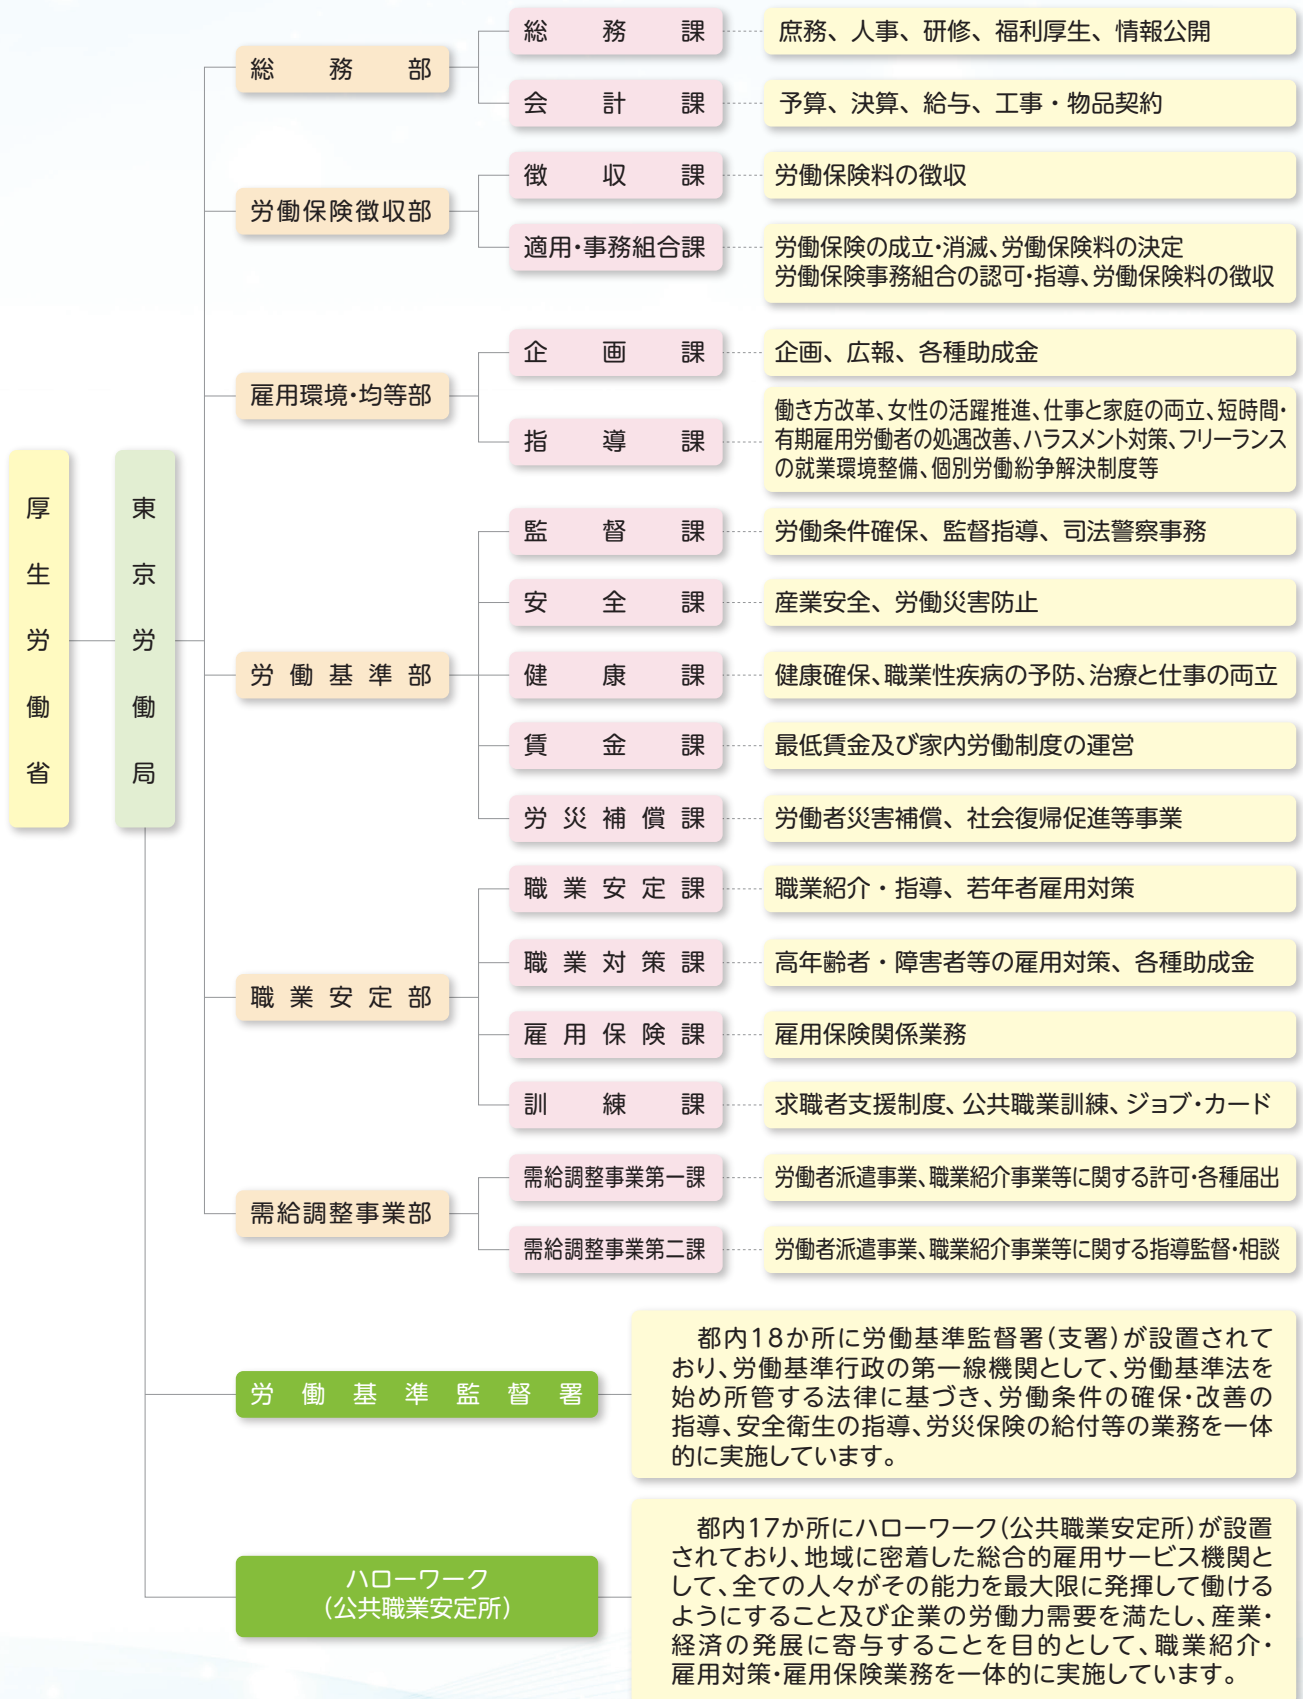 厚生労働省
東京労働局
総務部
総務課
庶務、人事、研修、福利厚生、情報公開
会計課
予算、決算、給与、工事・物品契約
労働保険徴収部
徴収課
労働保険料の徴収
適用・事務組合課
労働保険の成立・消滅、労働保険料の決定
労働保険事務組合の認可・指導、労働保険料の徴収
雇用環境・均等部
企画課
企画、広報、各種助成金
指導課
働き方改革、女性の活躍推進、仕事と家庭の両立、短時間・
有期雇用労働者の処遇改善、ハラスメント対策、フリーランス
の就業環境整備、個別労働紛争解決制度等
労働基準部
監督課
労働条件確保、監督指導、司法警察事務
安全課
産業安全、労働災害防止
健康課
健康確保、職業性疾病の予防、治療と仕事の両立
賃金課
最低賃金及び家内労働制度の運営
労災補償課
労働者災害補償、社会復帰促進等事業
職業安定部
職業安定課
職業紹介・指導、若年者雇用対策
職業対策課
高年齢者・障害者等の雇用対策、各種助成金
雇用保険課
雇用保険関係業務
訓練課
求職者支援制度、公共職業訓練、ジョブ・カード
需給調整事業部
需給調整事業第一課
労働者派遣事業、職業紹介事業等に関する許可・各種届出
需給調整事業第二課
労働者派遣事業、職業紹介事業等に関する指導監督・相談
労働基準監督署
都内18か所に労働基準監督署(支署)が設置されて
おり、労働基準行政の第一線機関として、労働基準法を
始め所管する法律に基づき、労働条件の確保・改善の
指導、安全衛生の指導、労災保険の給付等の業務を一体
的に実施しています。
ハローワーク
(公共職業安定所)
都内17か所にハローワーク(公共職業安定所)が設置
されており、地域に密着した総合的雇用サービス機関と
して、全ての人々がその能力を最大限に発揮して働ける
ようにすること及び企業の労働力需要を満たし、産業・
経済の発展に寄与することを目的として、職業紹介・
雇用対策・雇用保険業務を一体的に実施しています。